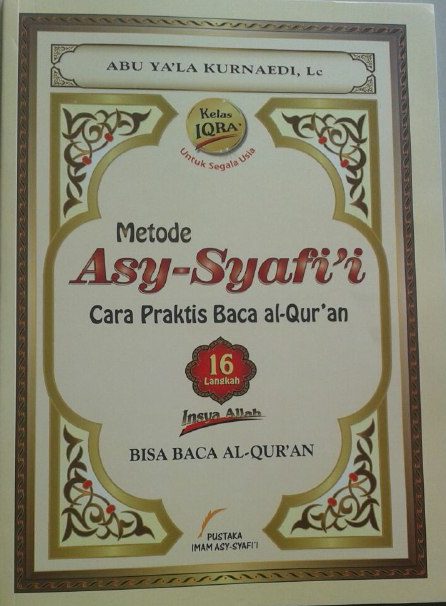 ABU YA'LA KURNAEDI, Lc
Kelas
IQRA'
Untuk Segala Usia
Metode
Asy-Syafi'i
Cara Praktis Baca al-Qur'an
16
Langkah
Insya Allah
BISA BACA AL-QUR'AN
PUSTAKA
IMAM ASY-SYAFI'I